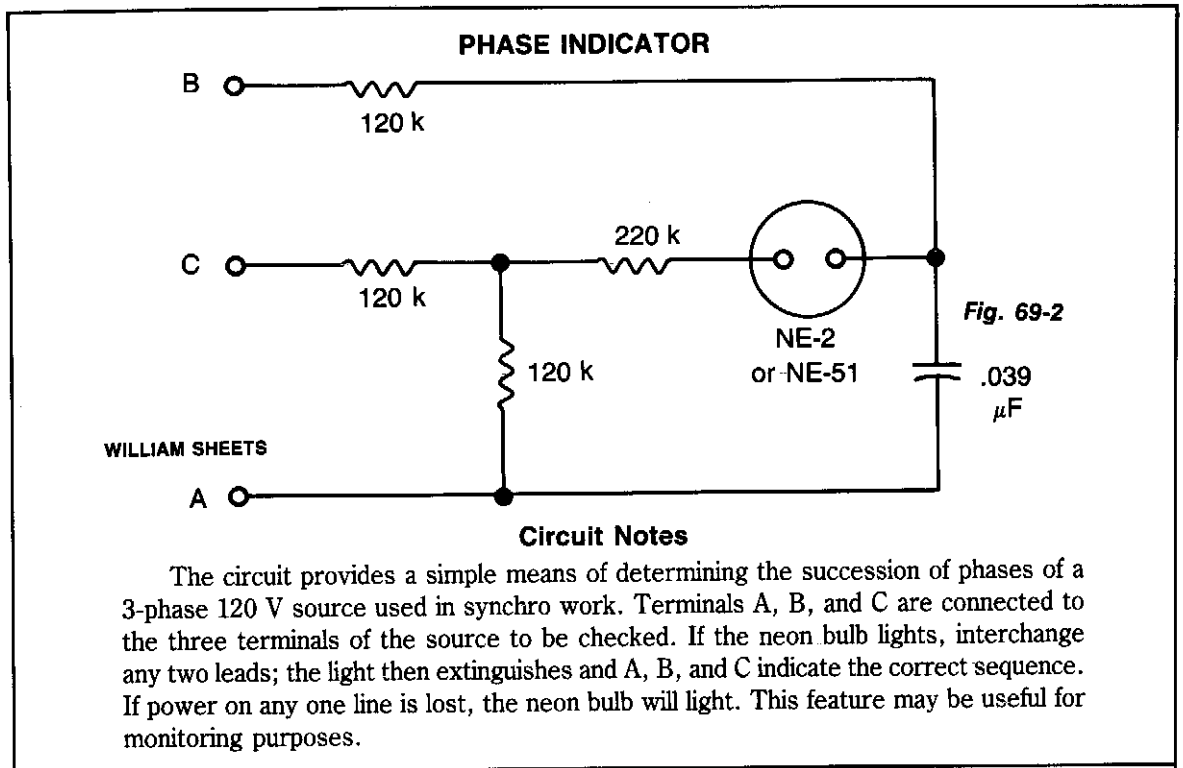 PHASE INDICATOR
B
120 k
C
120 k
220 k
NE-2
or NE-51
Fig. 69-2
120 k
.039
μF
WILLIAM SHEETS
A
Circuit Notes
The circuit provides a simple means of determining the succession of phases of a
3-phase 120 V source used in synchro work. Terminals A, B, and C are connected to
the three terminals of the source to be checked. If the neon bulb lights, interchange
any two leads; the light then extinguishes and A, B, and C indicate the correct sequence.
If power on any one line is lost, the neon bulb will light. This feature may be useful for
monitoring purposes.